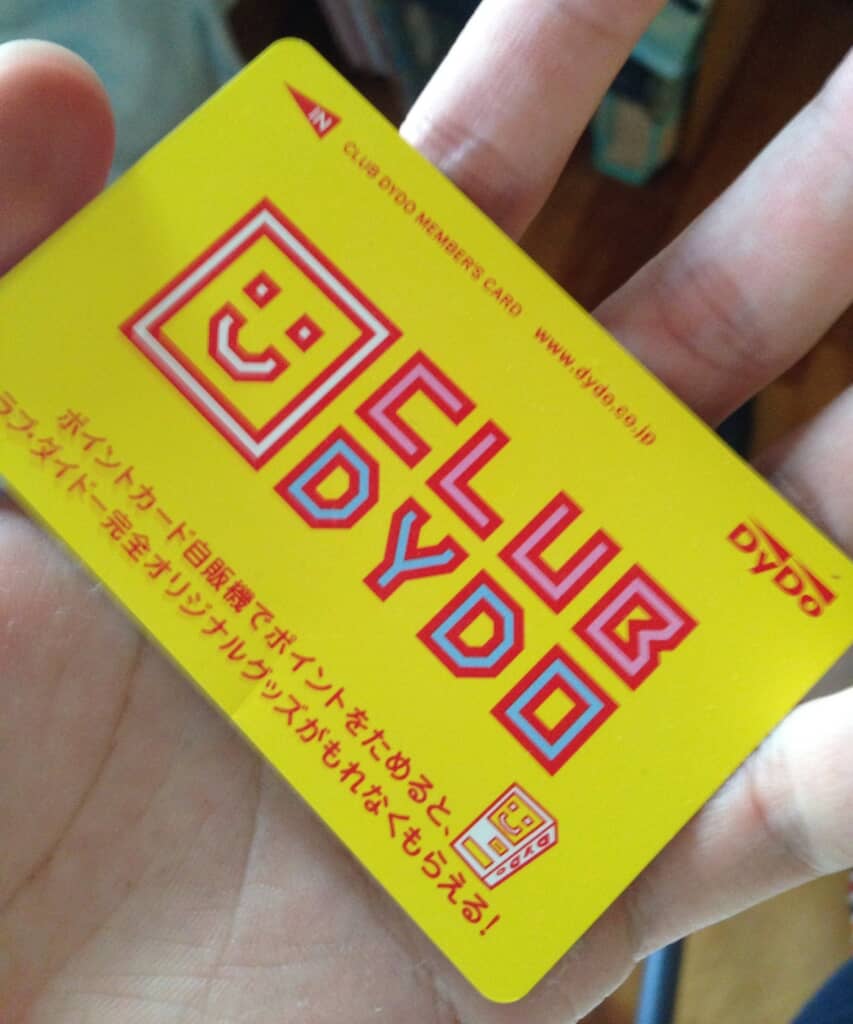 IN
CLUB DYDO MEMBER'S CARD www.dydo.co.jp
CLUB
DYDO
DyDo
ポイントカード自販機でポイントをためると、
ラブ・ダイドー完全オリジナルグッズがもれなくもらえる!
DYDO